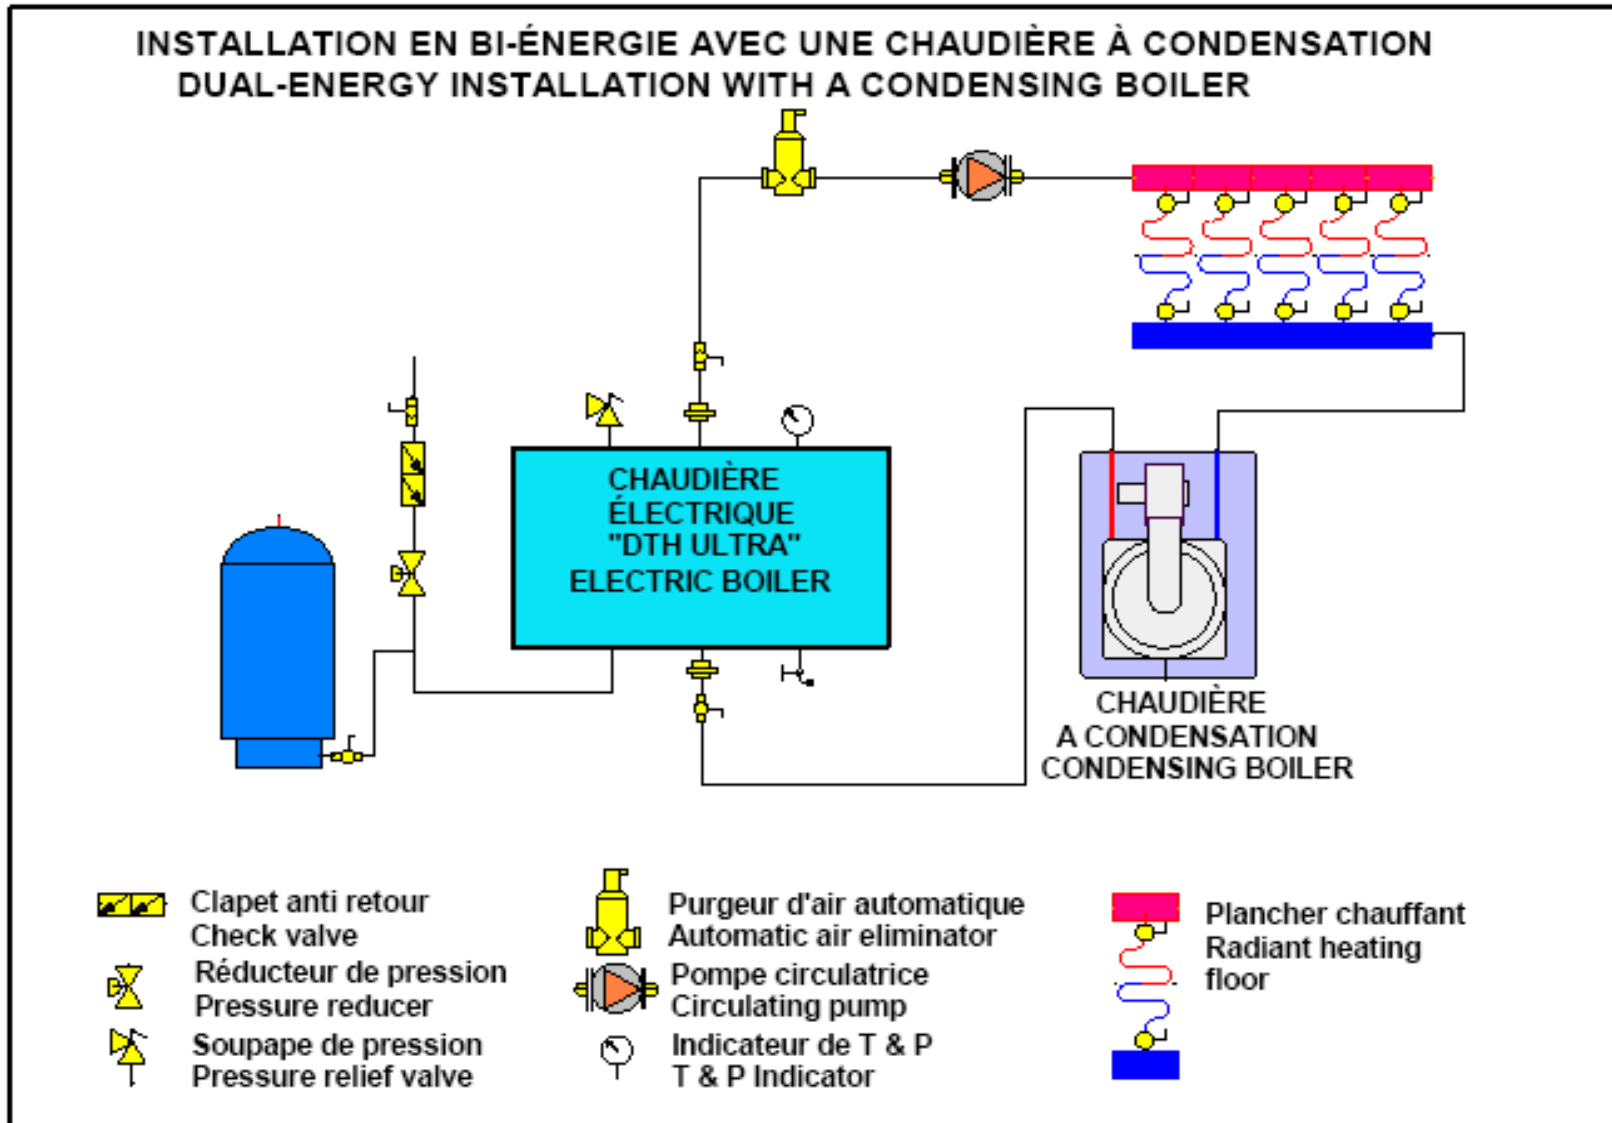 INSTALLATION EN BI-ÉNERGIE AVEC UNE CHAUDIÈRE À CONDENSATION
DUAL-ENERGY INSTALLATION WITH A CONDENSING BOILER
CHAUDIÈRE
ÉLECTRIQUE
"DTH ULTRA"
ELECTRIC BOILER
CHAUDIÈRE
A CONDENSATION
CONDENSING BOILER
Clapet anti retour
Check valve
Réducteur de pression
Pressure reducer
Soupape de pression
Pressure relief valve
Purgeur d'air automatique
Automatic air eliminator
Pompe circulatrice
Circulating pump
Indicateur de T & P
T & P Indicator
Plancher chauffant
Radiant heating
floor